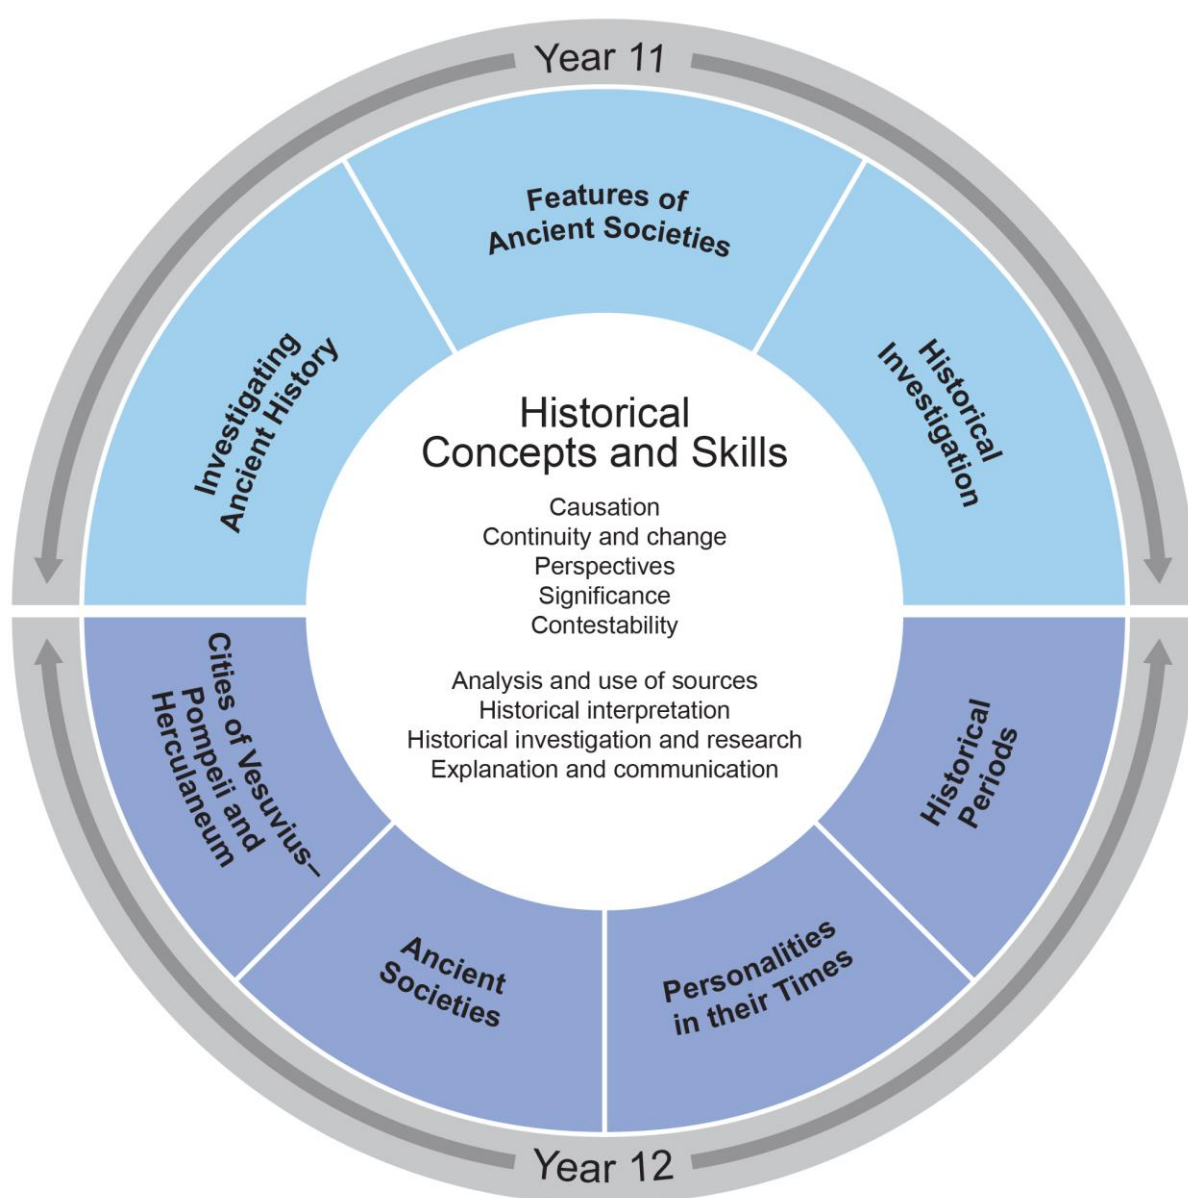 Year 11
Features of
Ancient Societies
Investigating
Ancient History
Historical
Investigation
Historical
Concepts and Skills
Causation
Continuity and change
Perspectives
Significance
Contestability
Analysis and use of sources
Historical interpretation
Historical investigation and research
Explanation and communication
Cities of Vesuvius–
Pompeii and
Herculaneum
Ancient
Societies
Personalities
in their Times
Historical
Periods
Year 12